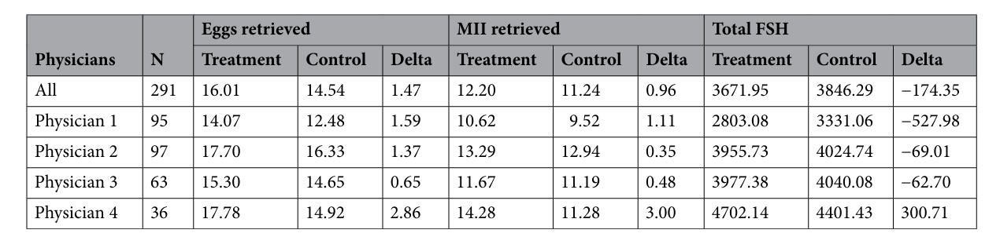 Eggs retrieved MII retrieved Total FSH
Physicians N Treatment Control Delta Treatment Control Delta Treatment Control Delta
All 291 16.01 14.54 1.47 12.20 11.24 0.96 3671.95 3846.29 −174.35
Physician 1 95 14.07 12.48 1.59 10.62 9.52 1.11 2803.08 3331.06 −527.98
Physician 2 97 17.70 16.33 1.37 13.29 12.94 0.35 3955.73 4024.74 −69.01
Physician 3 63 15.30 14.65 0.65 11.67 11.19 0.48 3977.38 4040.08 −62.70
Physician 4 36 17.78 14.92 2.86 14.28 11.28 3.00 4702.14 4401.43 300.71